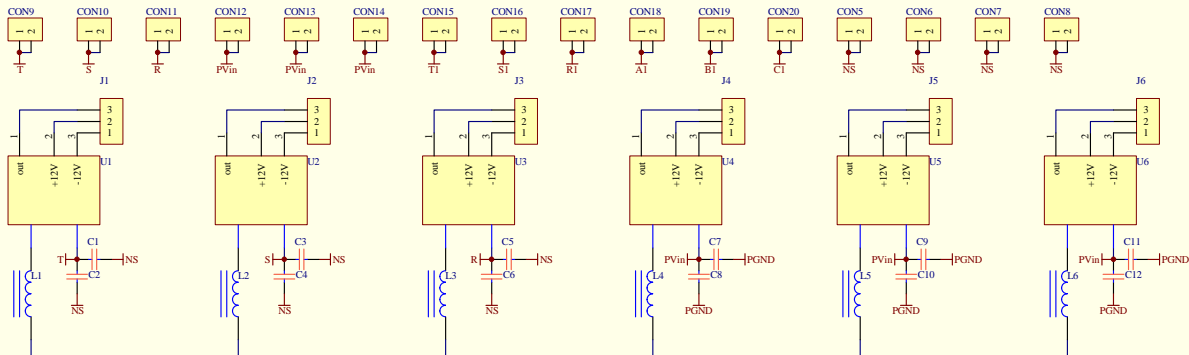 CON9 CON10 CON11 CON12 CON13 CON14 CON15 CON16 CON17 CON18 CON19 CON20 CON5 CON6 CON7 CON8
1 2 1 2 1 2 1 2 1 2 1 2 1 2 1 2 1 2 1 2 1 2 1 2 1 2 1 2 1 2 1 2
T S R PVin PVin PVin T1 S1 R1 A1 B1 C1 NS NS NS NS
J1 J2 J3 J4 J5 J6
3 3 3 3 3 3
2 2 2 2 2 2
1 1 1 1 1 1
1 2 3 1 2 3 1 2 3 1 2 3 1 2 3 1 2 3
U1 U2 U3 U4 U5 U6
out +12V -12V out +12V -12V out +12V -12V out +12V -12V out +12V -12V out +12V -12V
C1 C3 C5 C7 C9 C11
T NS S NS R NS PVin PGND PVin PGND PVin PGND
L1 C2 L2 C4 L3 C6 L4 C8 L5 C10 L6 C12
NS NS NS PGND PGND PGND